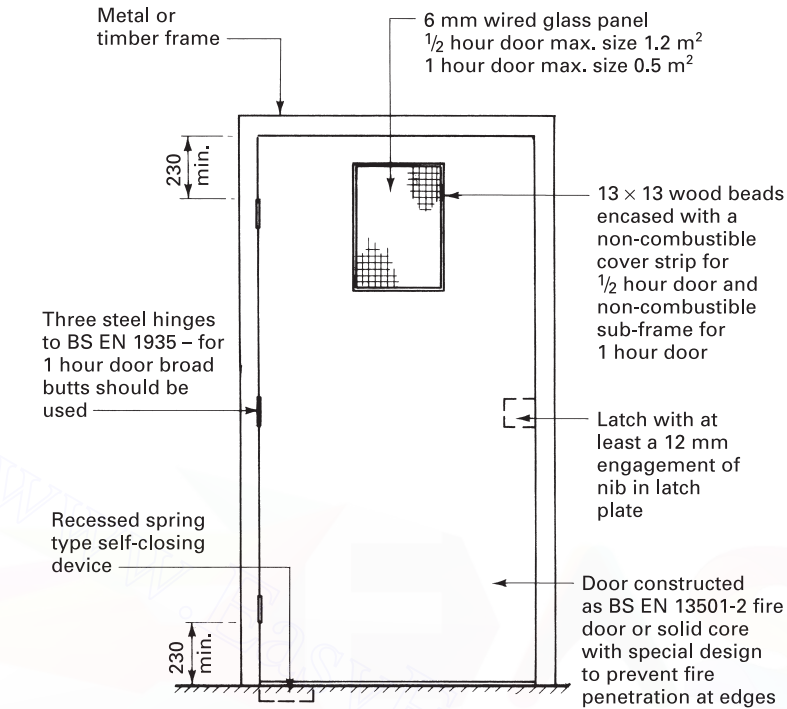 Metal or
timber frame
6 mm wired glass panel
1/2 hour door max. size 1.2 m²
1 hour door max. size 0.5 m²
230
min.
13 × 13 wood beads
encased with a
non-combustible
cover strip for
1/2 hour door and
non-combustible
sub-frame for
1 hour door
Three steel hinges
to BS EN 1935 – for
1 hour door broad
butts should be
used
Latch with at
least a 12 mm
engagement of
nib in latch
plate
Recessed spring
type self-closing
device
Door constructed
as BS EN 13501-2 fire
door or solid core
with special design
to prevent fire
penetration at edges
230
min.